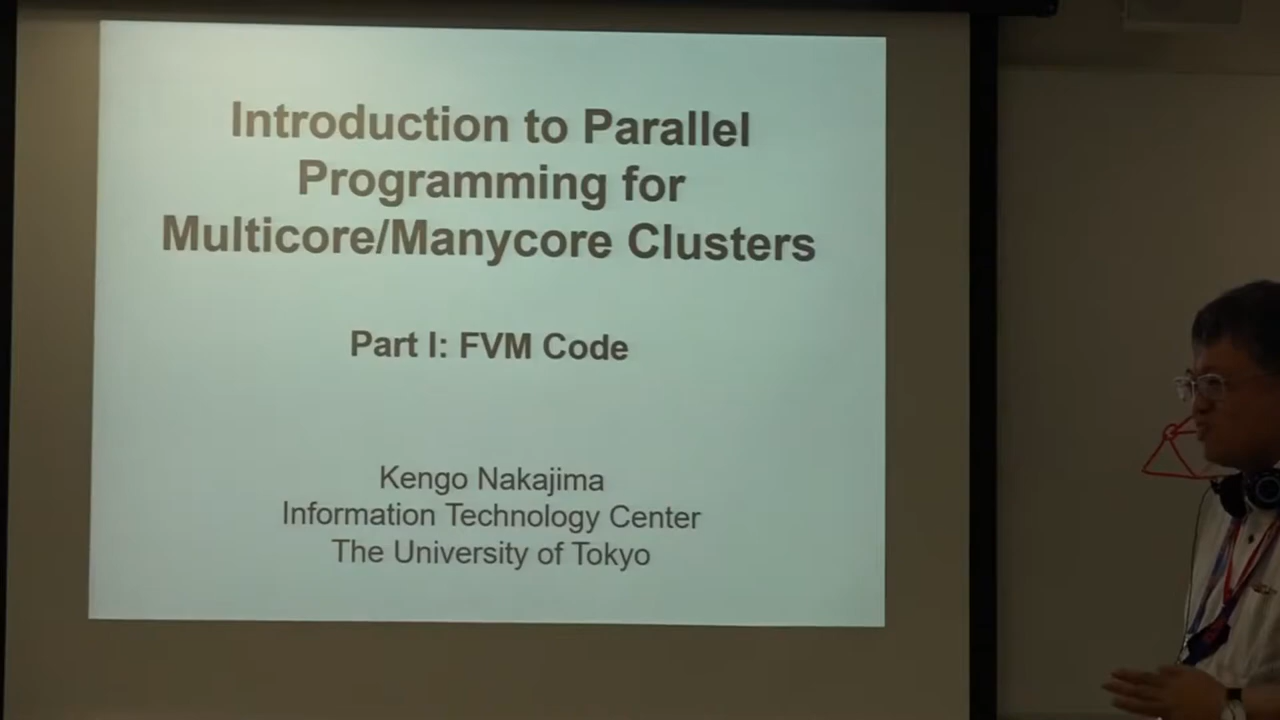 Introduction to Parallel
Programming for
Multicore/Manycore Clusters
Part I: FVM Code
Kengo Nakajima
Information Technology Center
The University of Tokyo